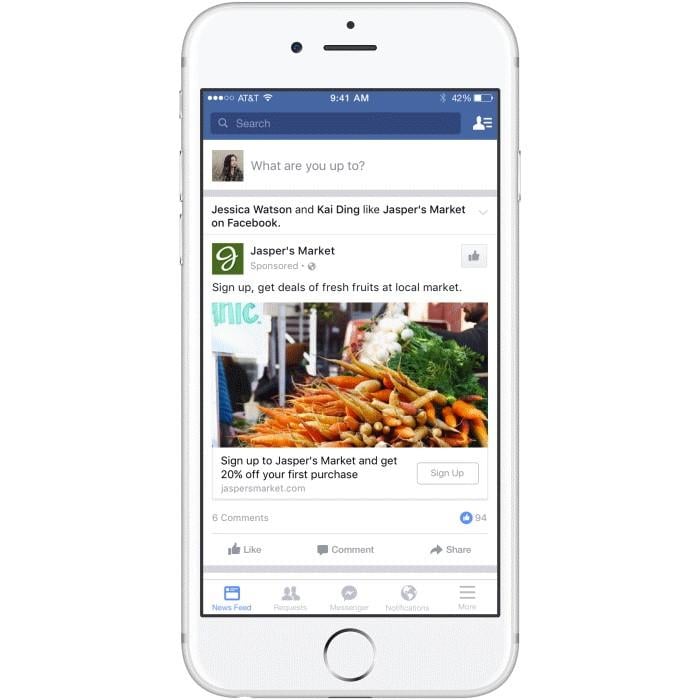 AT&T 9:41 AM 42%
Search
What are you up to?
Jessica Watson and Kai Ding like Jasper's Market
on Facebook.
Jasper's Market
Sponsored •
Sign up, get deals of fresh fruits at local market.
NIC.
Sign up to Jasper's Market and get
20% off your first purchase
Sign Up
jaspersmarket.com
6 Comments 94
Like Comment Share
News Feed Requests Messenger Notifications More